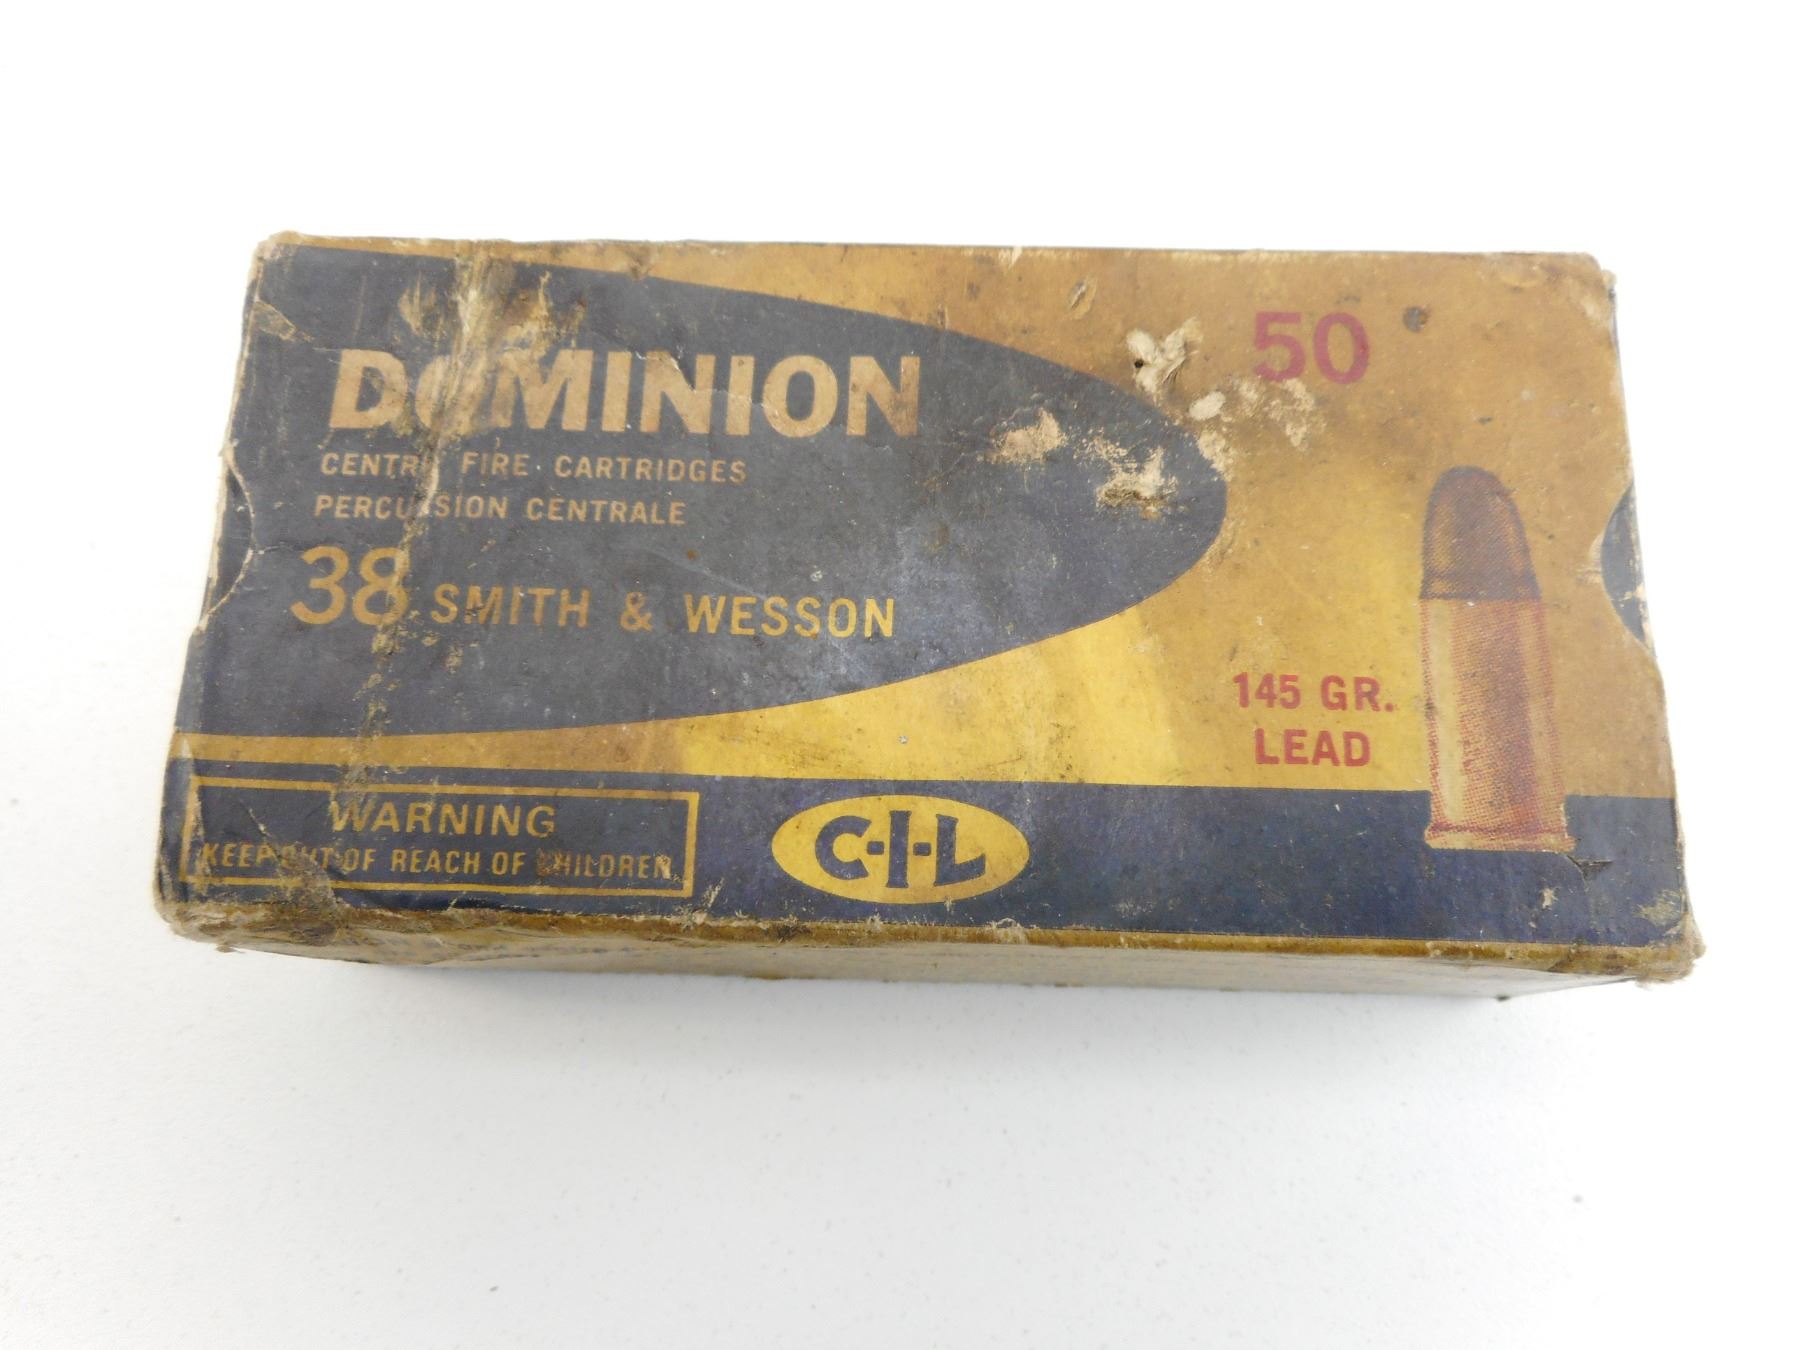 DOMINION
CENTRE FIRE CARTRIDGES
PERCUSSION CENTRALE
38 SMITH & WESSON
50
145 GR.
LEAD
WARNING
KEEP OUT OF REACH OF CHILDREN
C-I-L